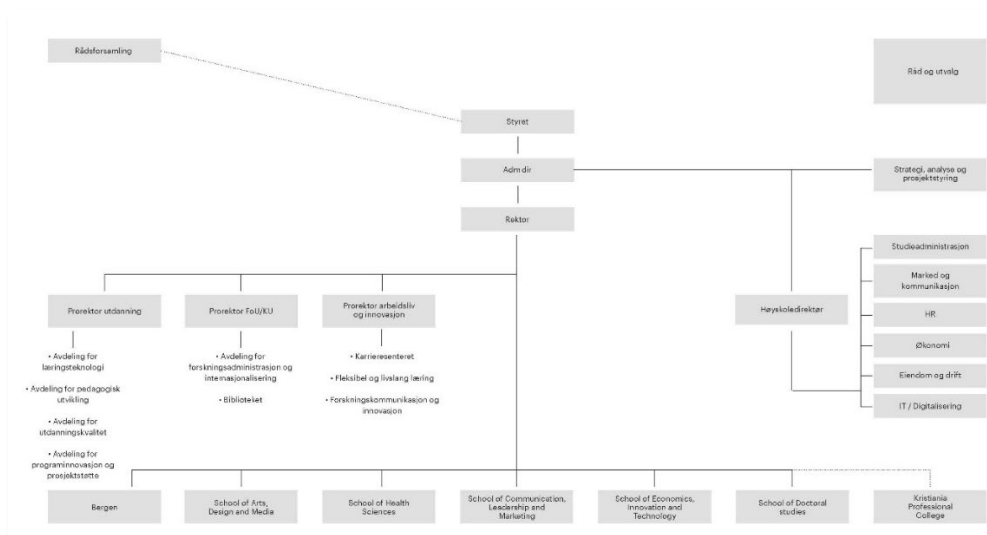 Rådsforsamling
Råd og utvalg
Styret
Adm dir
Strategi, analyse og
prosjektstyring
Rektor
Studieadministrasjon
Marked og
kommunikasjon
HR
Økonomi
Eiendom og drift
IT / Digitalisering
Høyskoledirektør
Prorektor utdanning
• Avdeling for
læringsteknologi
• Avdeling for pedagogisk
utvikling
• Avdeling for
utdanningskvalitet
• Avdeling for
programinnovasjon og
prosjektstøtte
Prorektor FoU/KU
• Avdeling for
forskningsadministrasjon og
internasjonalisering
• Biblioteket
Prorektor arbeidsliv
og innovasjon
• Karrieresenteret
• Fleksibel og livslang læring
• Forskningskommunikasjon og
innovasjon
Bergen
School of Arts,
Design and Media
School of Health
Sciences
School of Communication,
Leadership and
Marketing
School of Economics,
Innovation and
Technology
School of Doctoral
studies
Kristiania
Professional
College